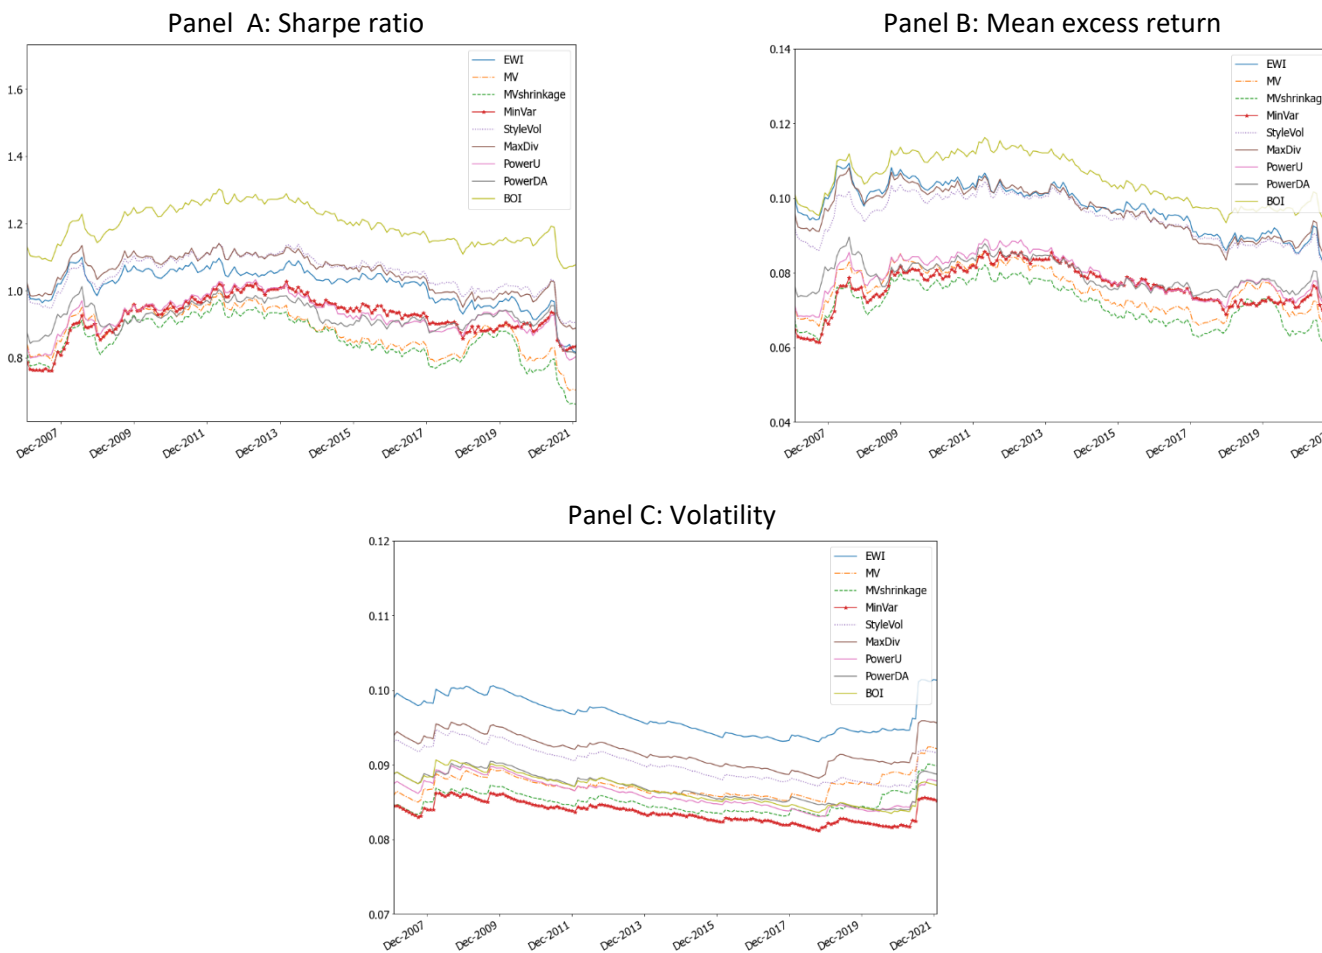 Panel A: Sharpe ratio
1.6
1.4
1.2
1.0
0.8
EWI
MV
MVshrinkage
MinVar
StyleVol
MaxDiv
PowerU
PowerDA
BOI
Dec-2007
Dec-2009
Dec-2011
Dec-2013
Dec-2015
Dec-2017
Dec-2019
Dec-2021
Panel B: Mean excess return
0.14
0.12
0.10
0.08
0.06
0.04
EWI
MV
MVshrinkag
MinVar
StyleVol
MaxDiv
PowerU
PowerDA
BOI
Dec-2007
Dec-2009
Dec-2011
Dec-2013
Dec-2015
Dec-2017
Dec-2019
Panel C: Volatility
0.12
0.11
0.10
0.09
0.08
0.07
EWI
MV
MVshrinkage
MinVar
StyleVol
MaxDiv
PowerU
PowerDA
BOI
Dec-2007
Dec-2009
Dec-2011
Dec-2013
Dec-2015
Dec-2017
Dec-2019
Dec-2021